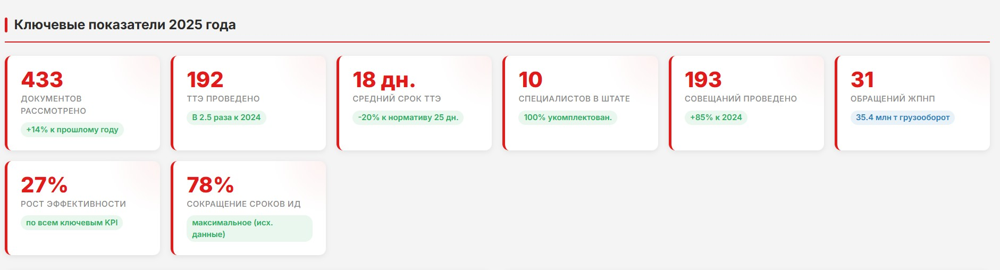 Ключевые показатели 2025 года
433
ДОКУМЕНТОВ
РАССМОТРЕНО
+14% к прошлому году
192
ТТЭ ПРОВЕДЕНО
В 2.5 раза к 2024
18 дн.
СРЕДНИЙ СРОК ТТЭ
-20% к нормативу 25 дн.
10
СПЕЦИАЛИСТОВ В ШТАТЕ
100% укомплектован.
193
СОВЕЩАНИЙ ПРОВЕДЕНО
+85% к 2024
31
ОБРАЩЕНИЙ ЖПНП
35.4 млн т грузооборот
27%
РОСТ ЭФФЕКТИВНОСТИ
по всем ключевым KPI
78%
СОКРАЩЕНИЕ СРОКОВ ИД
максимальное (исх.
данные)